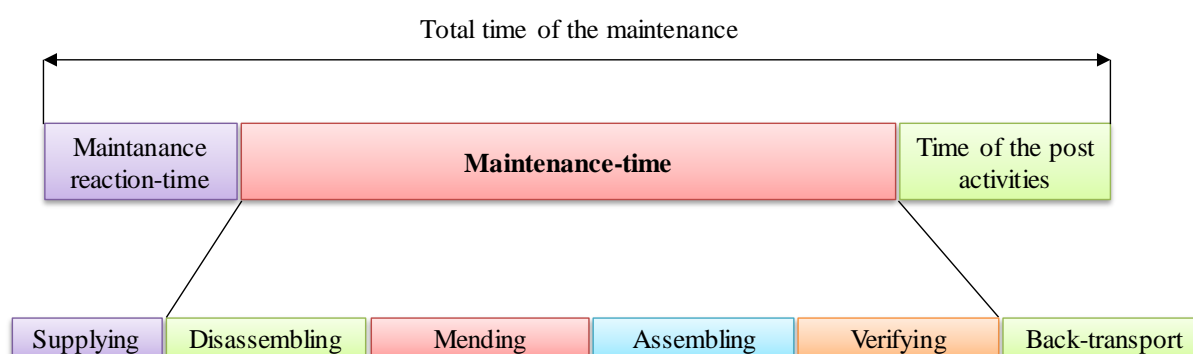 Total time of the maintenance
Maintanance
reaction-time
Maintenance-time
Time of the post
activities
Supplying
Disassembling
Mending
Assembling
Verifying
Back-transport